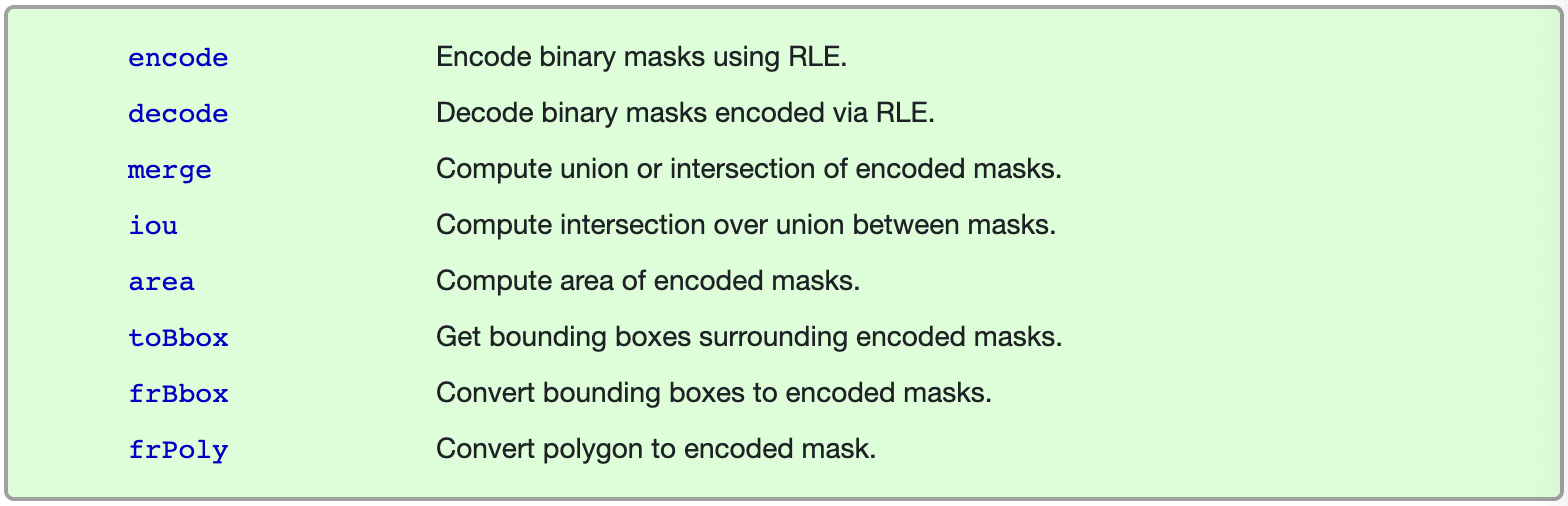 encode Encode binary masks using RLE.
decode Decode binary masks encoded via RLE.
merge Compute union or intersection of encoded masks.
iou Compute intersection over union between masks.
area Compute area of encoded masks.
toBbox Get bounding boxes surrounding encoded masks.
frBbox Convert bounding boxes to encoded masks.
frPoly Convert polygon to encoded mask.